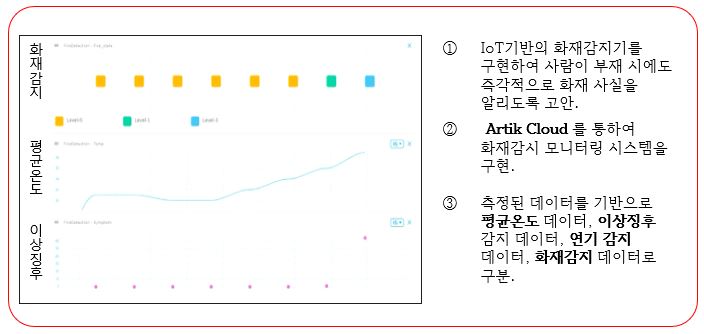 화재감지
FireDetection - Fire_state
Level-0
Level-1
Level-2
평균온도
FireDetection - Temp
이상징후
FireDetection - Symptom
① IoT기반의 화재감지기를
구현하여 사람이 부재 시에도
즉각적으로 화재 사실을
알리도록 고안.
② Artik Cloud 를 통하여
화재감시 모니터링 시스템을
구현.
③ 측정된 데이터를 기반으로
평균온도 데이터, 이상징후
감지 데이터, 연기 감지
데이터, 화재감지 데이터로
구분.